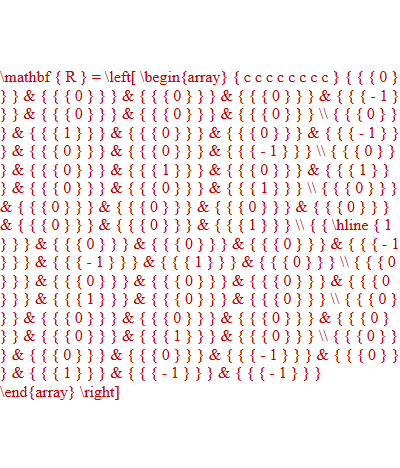 \mathbf { R } = \left[ \begin{array} { c c c c c c c c } { { { 0 }
} } & { { { 0 } } } & { { { 0 } } } & { { { 0 } } } & { { { - 1 }
} } & { { { 0 } } } & { { { 0 } } } & { { { 0 } } } \\ { { { 0 } }
} & { { { 1 } } } & { { { 0 } } } & { { { 0 } } } & { { { - 1 } }
} & { { { 0 } } } & { { { 0 } } } & { { { - 1 } } } \\ { { { 0 } }
} & { { { 0 } } } & { { { 1 } } } & { { { 0 } } } & { { { 1 } }
} & { { { 0 } } } & { { { 0 } } } & { { { 1 } } } \\ { { { 0 } } }
& { { { 0 } } } & { { { 0 } } } & { { { 0 } } } & { { { 0 } } }
& { { { 0 } } } & { { { 0 } } } & { { { 1 } } } \\ { { \hline { 1
} } } & { { { 0 } } } & { { { 0 } } } & { { { 0 } } } & { { { - 1
} } } & { { { - 1 } } } & { { { 1 } } } & { { { 0 } } } \\ { { { 0
} } } & { { { 0 } } } & { { { 0 } } } & { { { 0 } } } & { { { 0
} } } & { { { 1 } } } & { { { 0 } } } & { { { 0 } } } \\ { { { 0 }
} } & { { { 0 } } } & { { { 0 } } } & { { { 0 } } } & { { { 0 }
} } & { { { 0 } } } & { { { 1 } } } & { { { 0 } } } \\ { { { 0 } }
} & { { { 0 } } } & { { { 0 } } } & { { { - 1 } } } & { { { 0 } }
} & { { { 1 } } } & { { { - 1 } } } & { { { - 1 } } }
\end{array} \right]